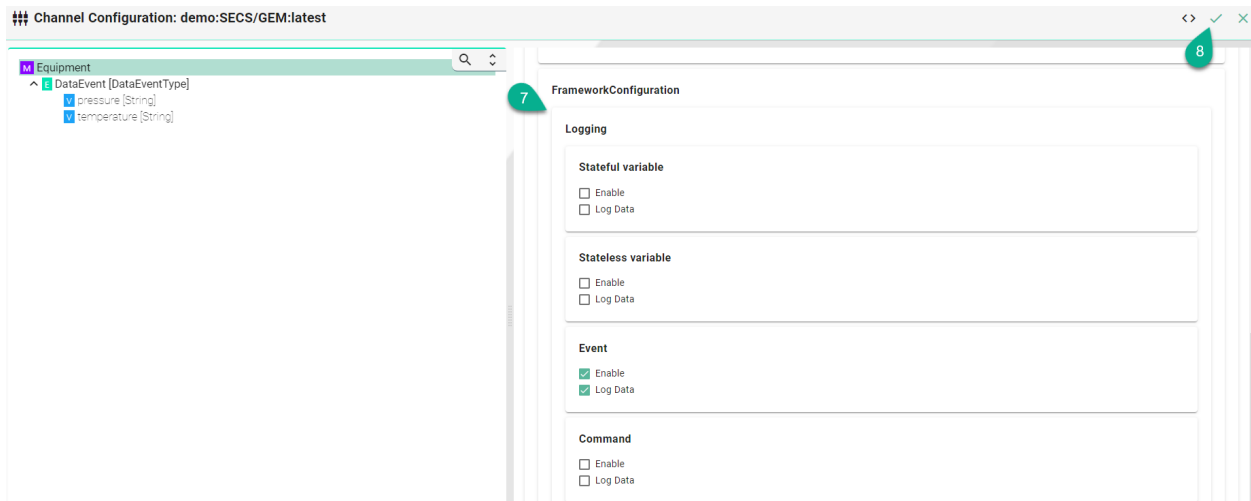 Channel Configuration: demo:SECS/GEM:latest
8
M Equipment
E DataEvent [DataEventType]
V pressure [String]
V temperature [String]
7
FrameworkConfiguration
Logging
Stateful variable
Enable
Log Data
Stateless variable
Enable
Log Data
Event
Enable
Log Data
Command
Enable
Log Data